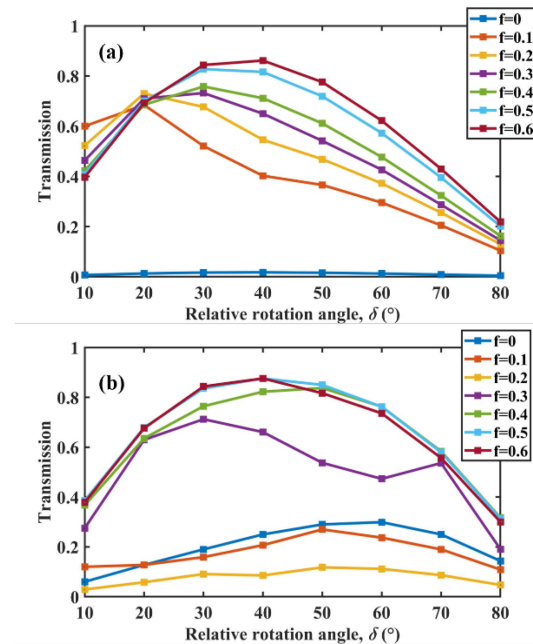 (a)
f=0
f=0.1
f=0.2
f=0.3
f=0.4
f=0.5
f=0.6
Transmission
1
0.8
0.6
0.4
0.2
0
10 20 30 40 50 60 70 80
Relative rotation angle, δ (°)
(b)
f=0
f=0.1
f=0.2
f=0.3
f=0.4
f=0.5
f=0.6
Transmission
1
0.8
0.6
0.4
0.2
0
10 20 30 40 50 60 70 80
Relative rotation angle, δ (°)